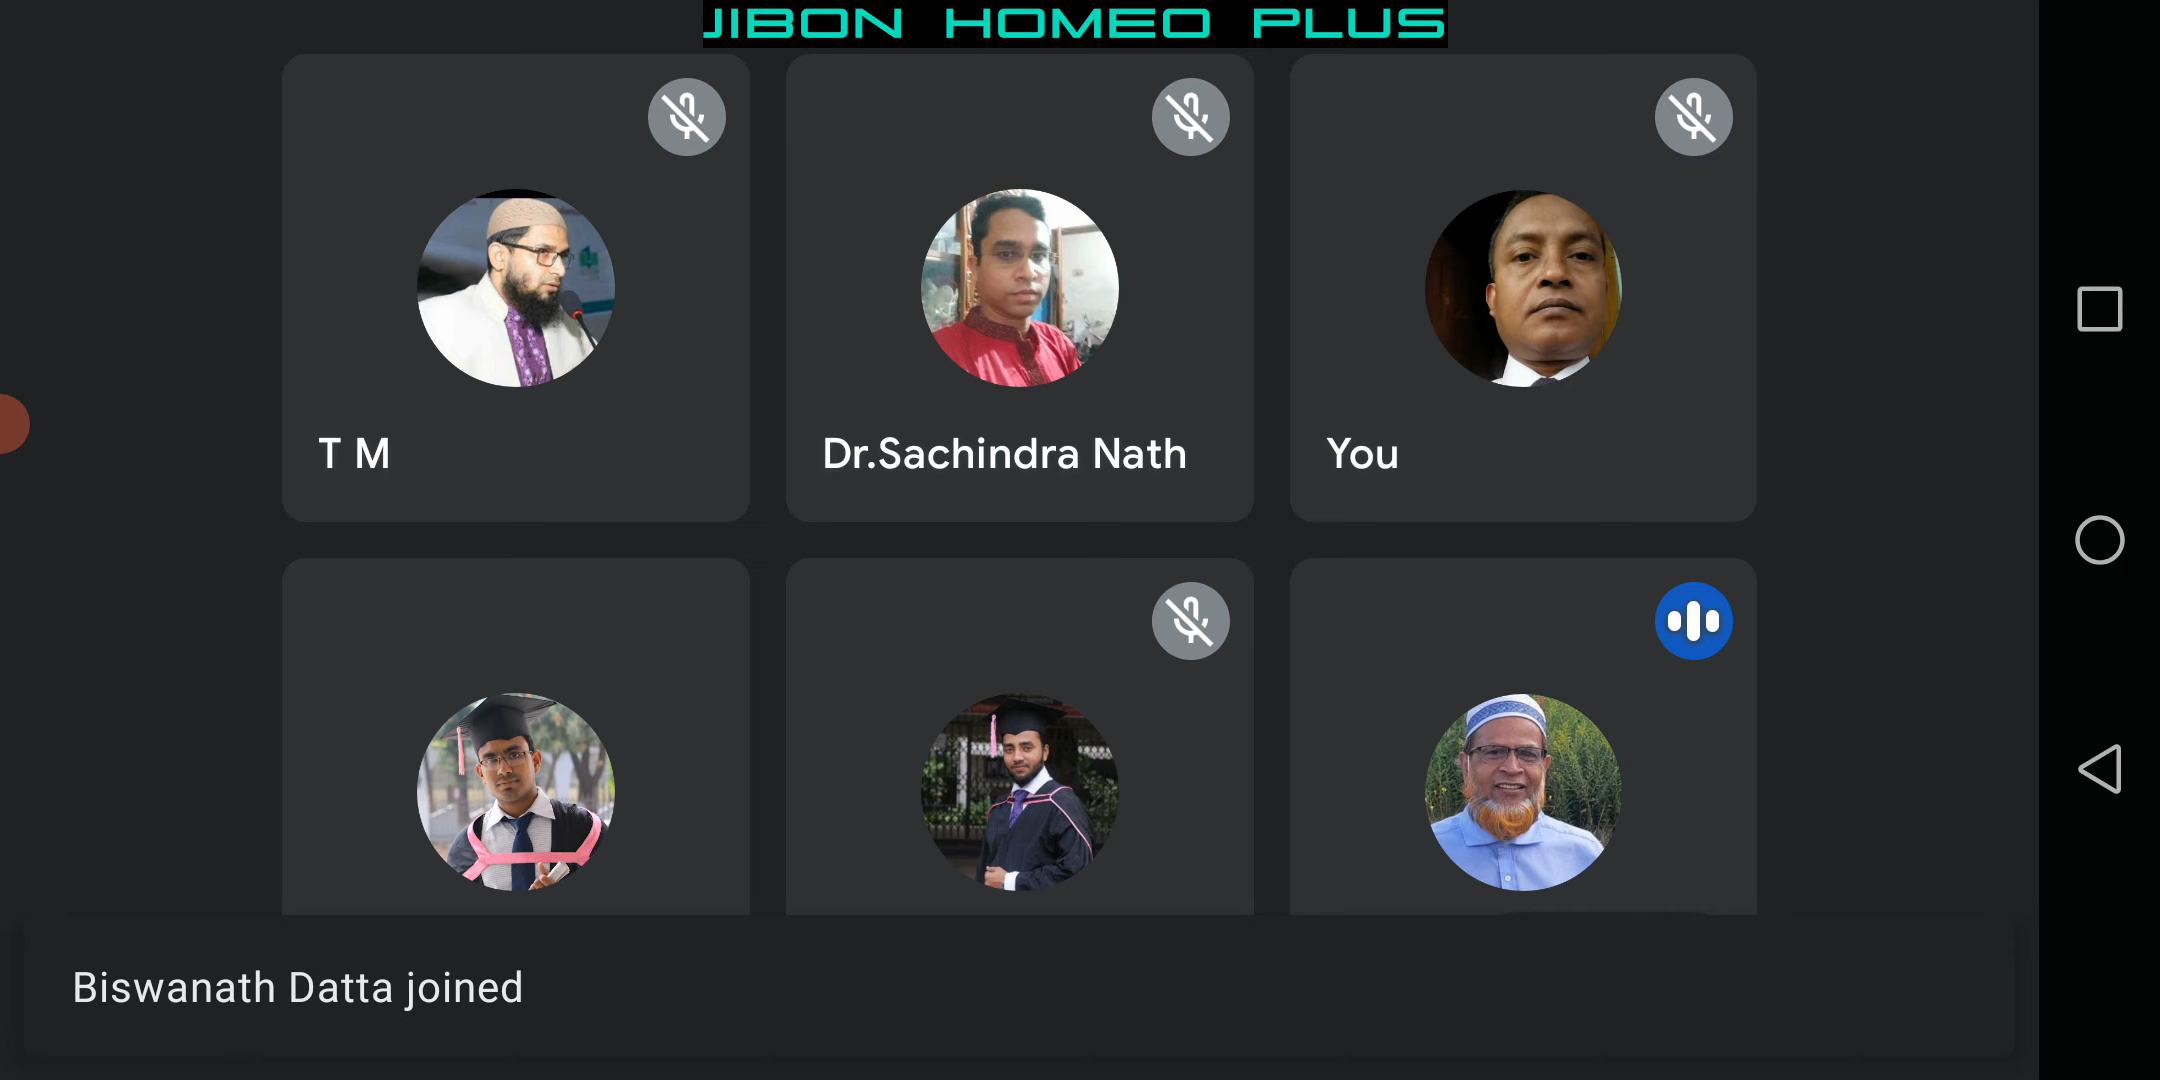 JIBON HOMEO PLUS
T M
Dr.Sachindra Nath
You
Biswanath Datta joined